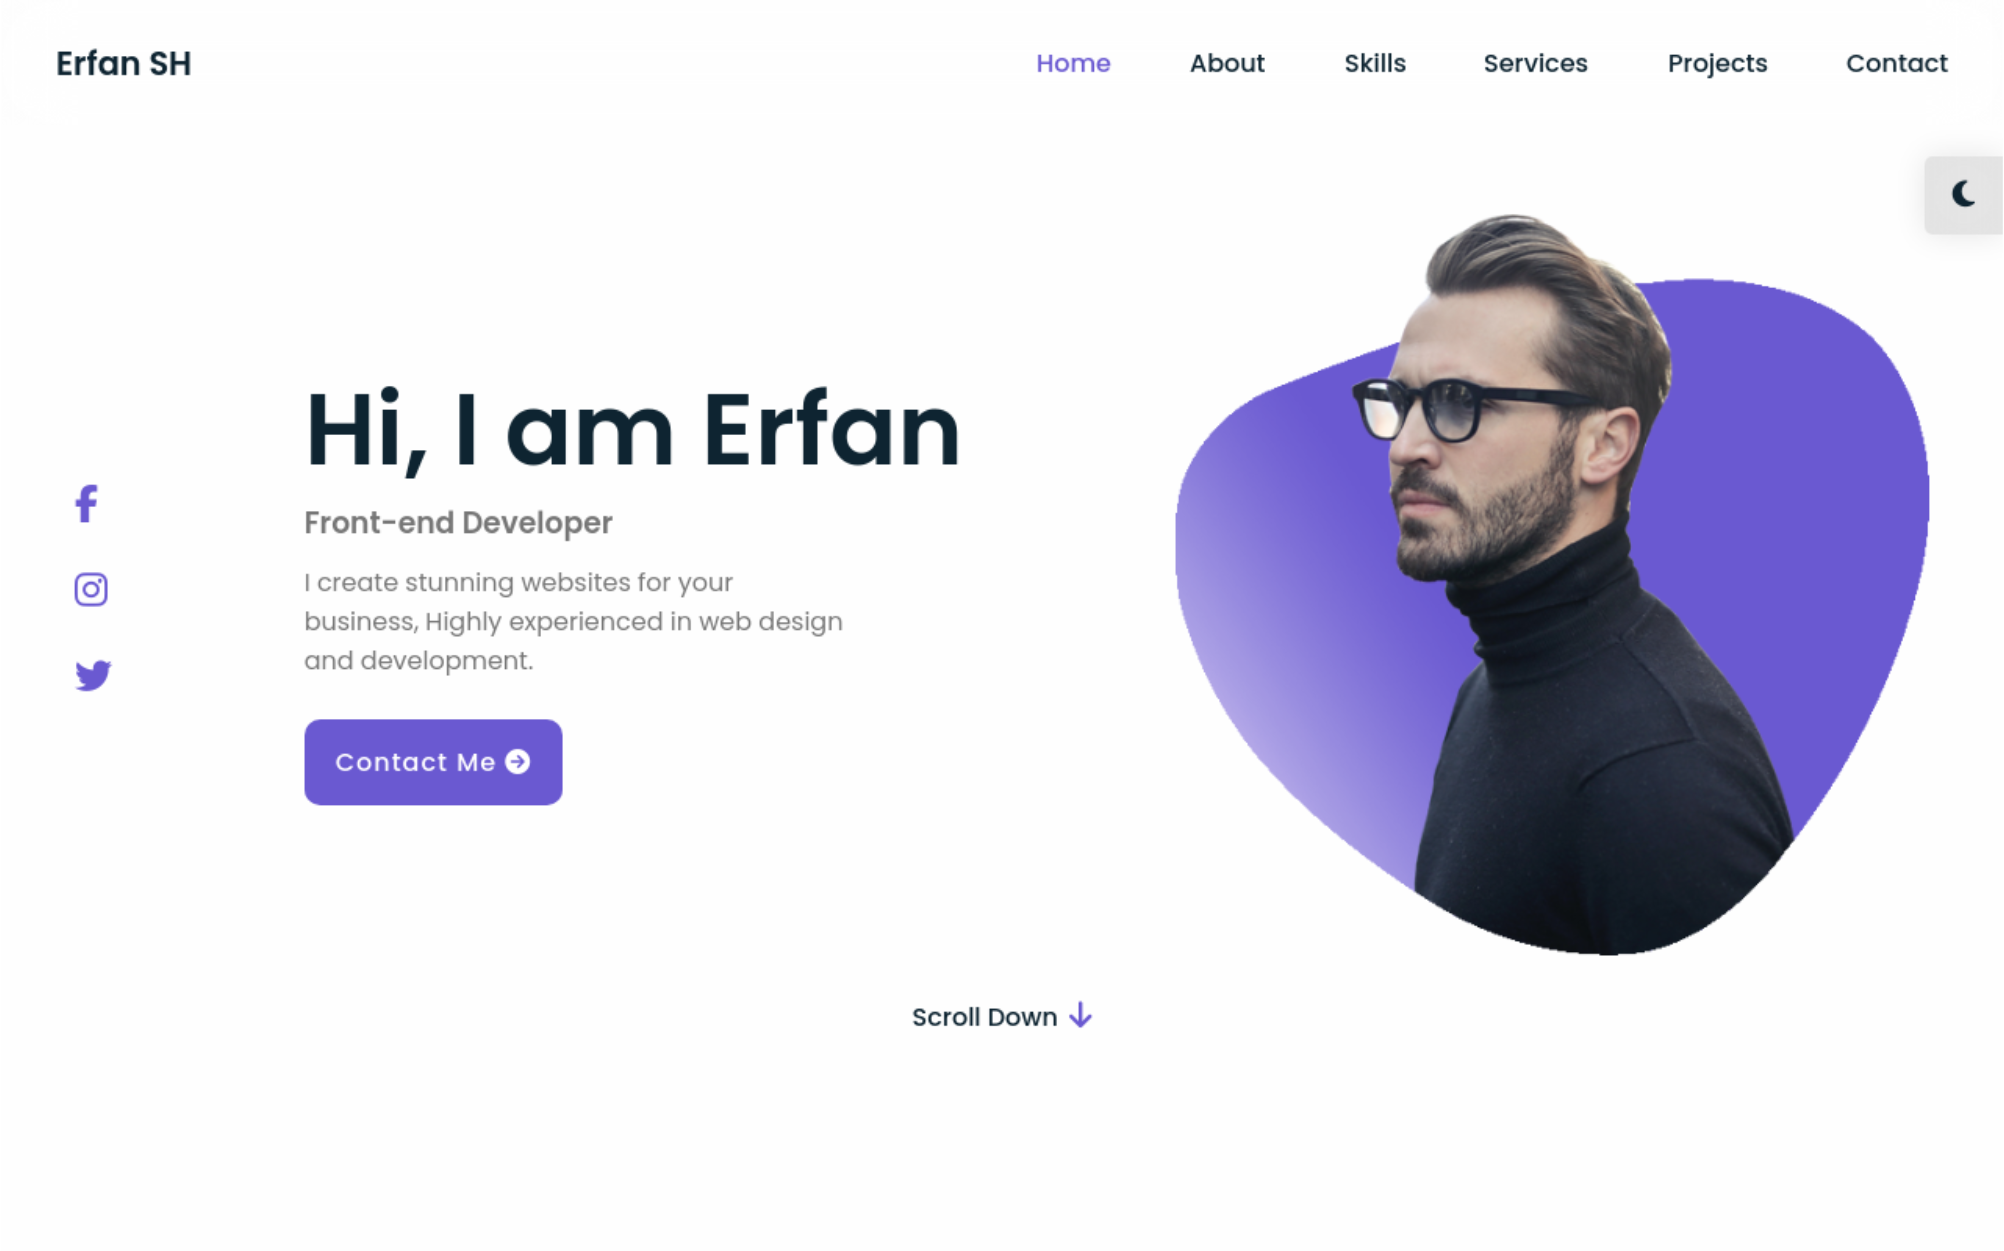 Erfan SH
Home
About
Skills
Services
Projects
Contact
Hi, I am Erfan
Front-end Developer
I create stunning websites for your
business, Highly experienced in web design
and development.
Contact Me
Scroll Down